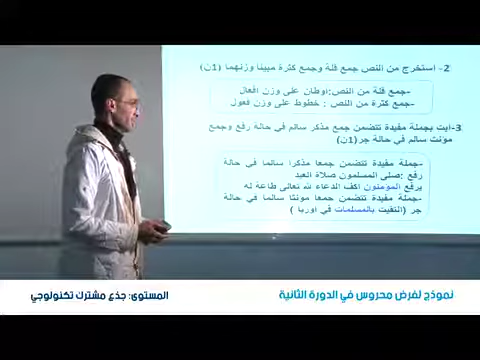 2- استخرج من النص جمع قلة وجمع كثرة مبينا وزنهما (1ن)
-جمع قلة من النص:أوطان على وزن افعال
-جمع كثرة من النص : خطوط على وزن فعول
3-ايت بجملة مفيدة تتضمن جمع مذكر سالم في حالة رفع وجمع
مؤنث سالم في حالة جر(1ن)
-جملة مفيدة تتضمن جمعا مذكرا سالما في حالة
رفع :صلى المسلمون صلاة العيد
يرفع المؤمنون اكف الدعاء لله تعالى طاعة له
-جملة مفيدة تتضمن جمعا مؤنثا سالما في حالة
جر (التقيت بالمسلمات في اوربا )
نموذج لفرض محروس في الدورة الثانية
المستوى: جذع مشترك تكنولوجي